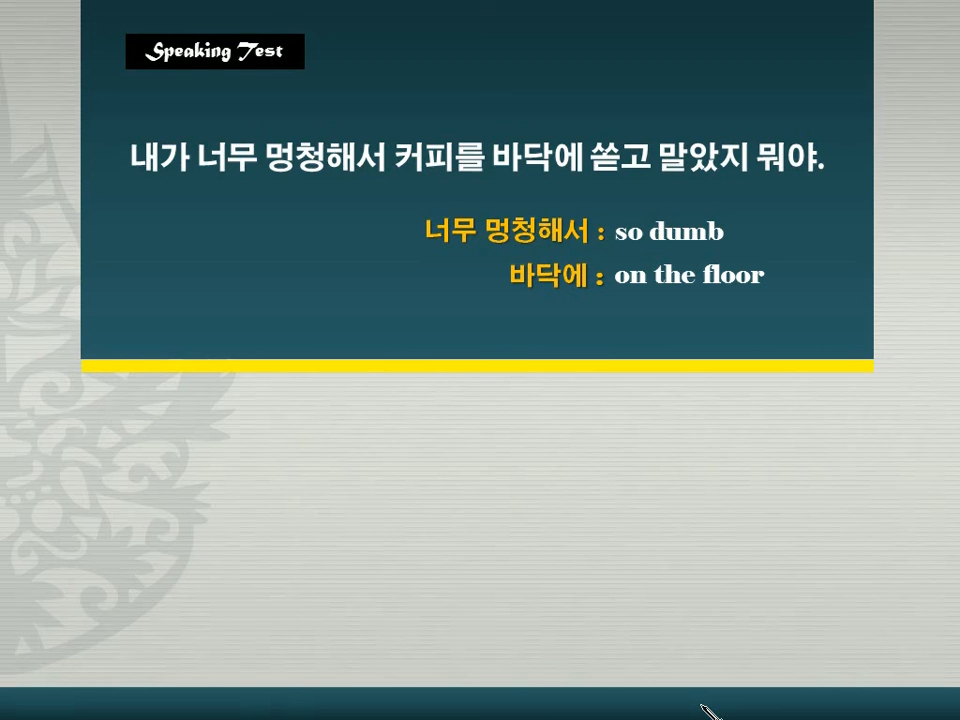 Speaking Test
내가 너무 멍청해서 커피를 바닥에 쏟고 말았지 뭐야.
너무 멍청해서 : so dumb
바닥에 : on the floor